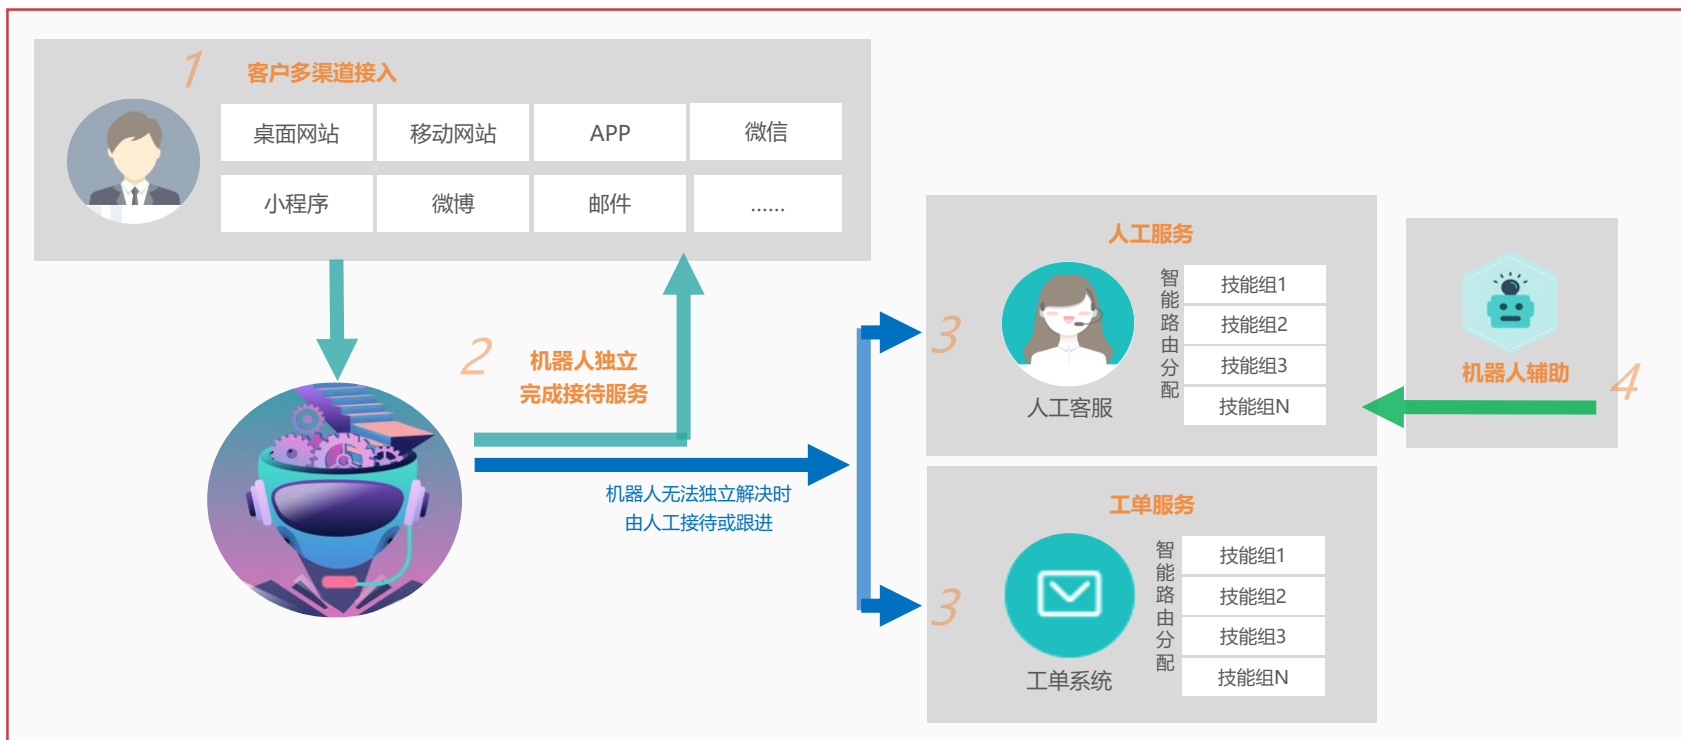 1
客户多渠道接入
桌面网站
移动网站
APP
微信
小程序
微博
邮件
......
2
机器人独立
完成接待服务
机器人无法独立解决时
由人工接待或跟进
3
人工服务
人工客服
智能路由分配
技能组1
技能组2
技能组3
技能组N
机器人辅助
4
3
工单服务
工单系统
智能路由分配
技能组1
技能组2
技能组3
技能组N